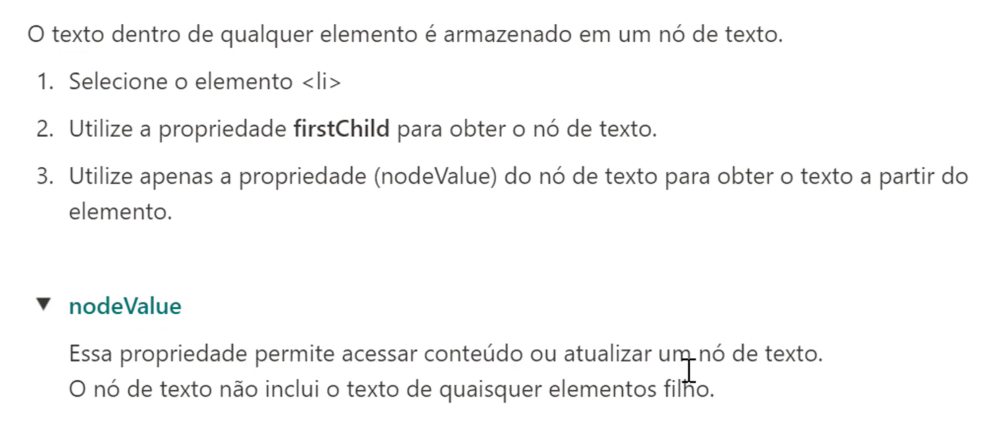 O texto dentro de qualquer elemento é armazenado em um nó de texto.
1. Selecione o elemento <li>
2. Utilize a propriedade firstChild para obter o nó de texto.
3. Utilize apenas a propriedade (nodeValue) do nó de texto para obter o texto a partir do
elemento.
nodeValue
Essa propriedade permite acessar conteúdo ou atualizar um nó de texto.
O nó de texto não inclui o texto de quaisquer elementos filho.